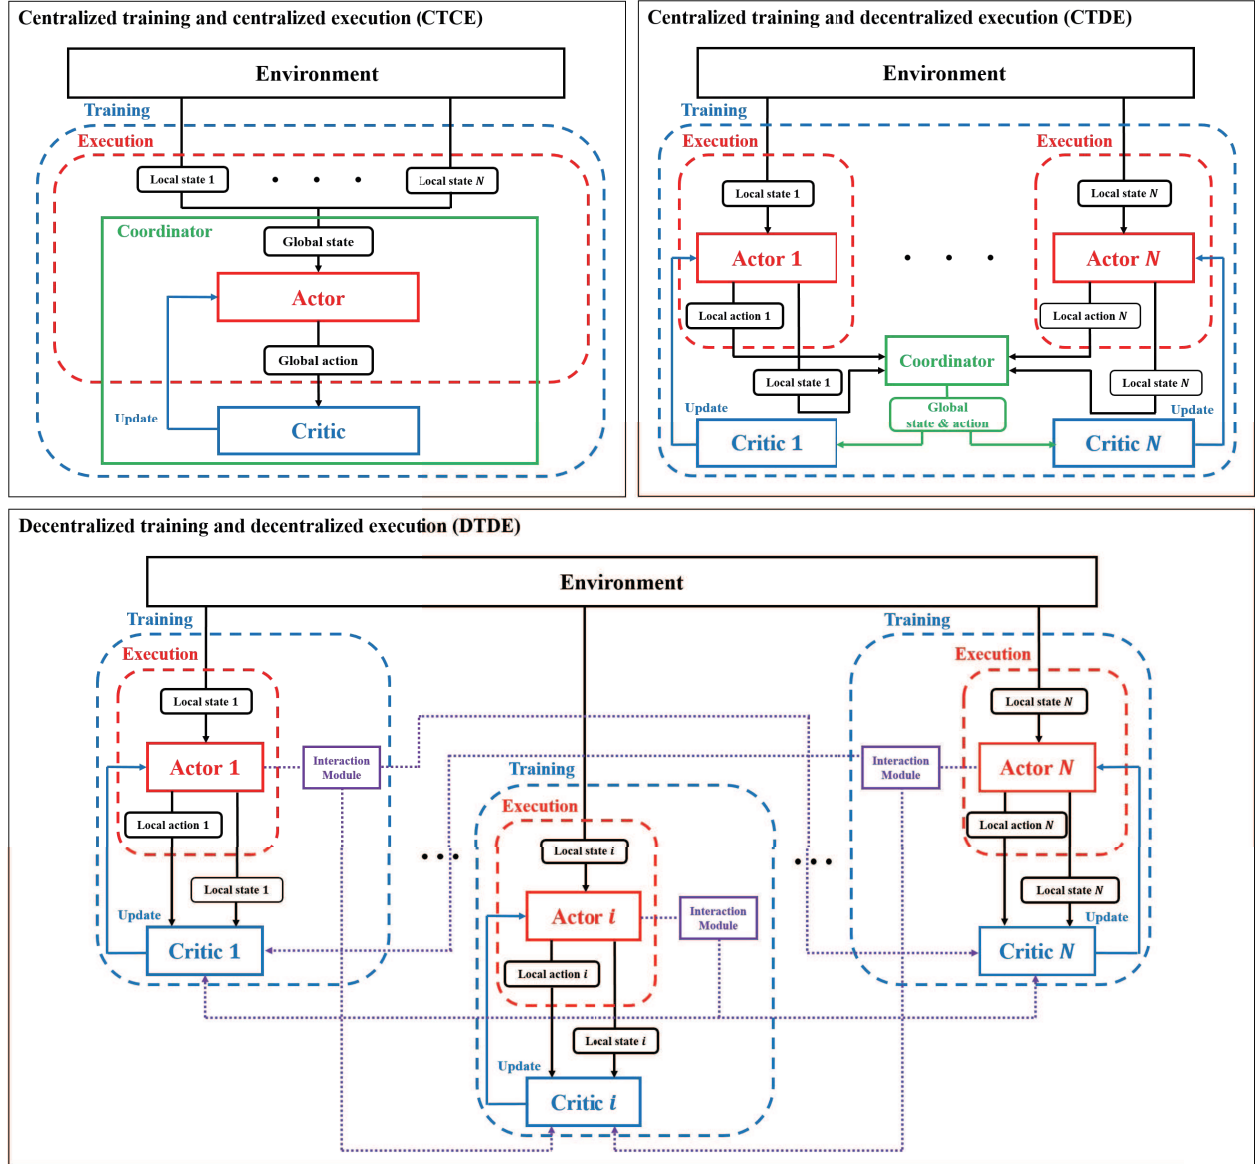 Centralized training and centralized execution (CTCE)
Environment
Training
Execution
Local state 1
Local state N
Coordinator
Global state
Actor
Global action
Update
Critic
Centralized training and decentralized execution (CTDE)
Environment
Training
Execution
Execution
Local state 1
Local state N
Actor 1
Actor N
Local action 1
Local action N
Coordinator
Local state 1
Local state N
Update
Global
state & action
Update
Critic 1
Critic N
Decentralized training and decentralized execution (DTDE)
Environment
Training
Training
Execution
Execution
Local state 1
Local state N
Actor 1
Interaction
Module
Training
Interaction
Module
Actor N
Execution
Local action 1
Local action N
Local state i
Local state 1
Actor i
Interaction
Module
Local state N
Update
Update
Critic 1
Critic N
Local action i
Local state i
Update
Critic i